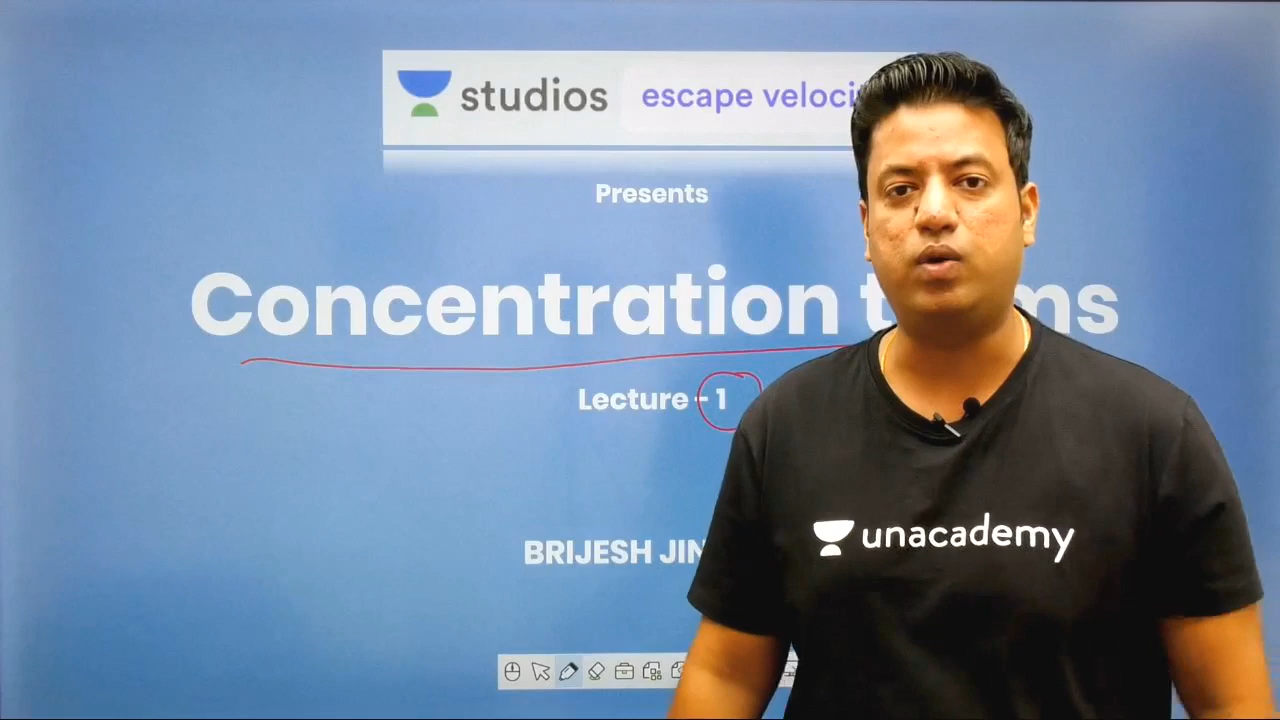 studios escape veloci
Presents
Concentration t ms
Lecture - 1
BRIJESH JIN
unacademy